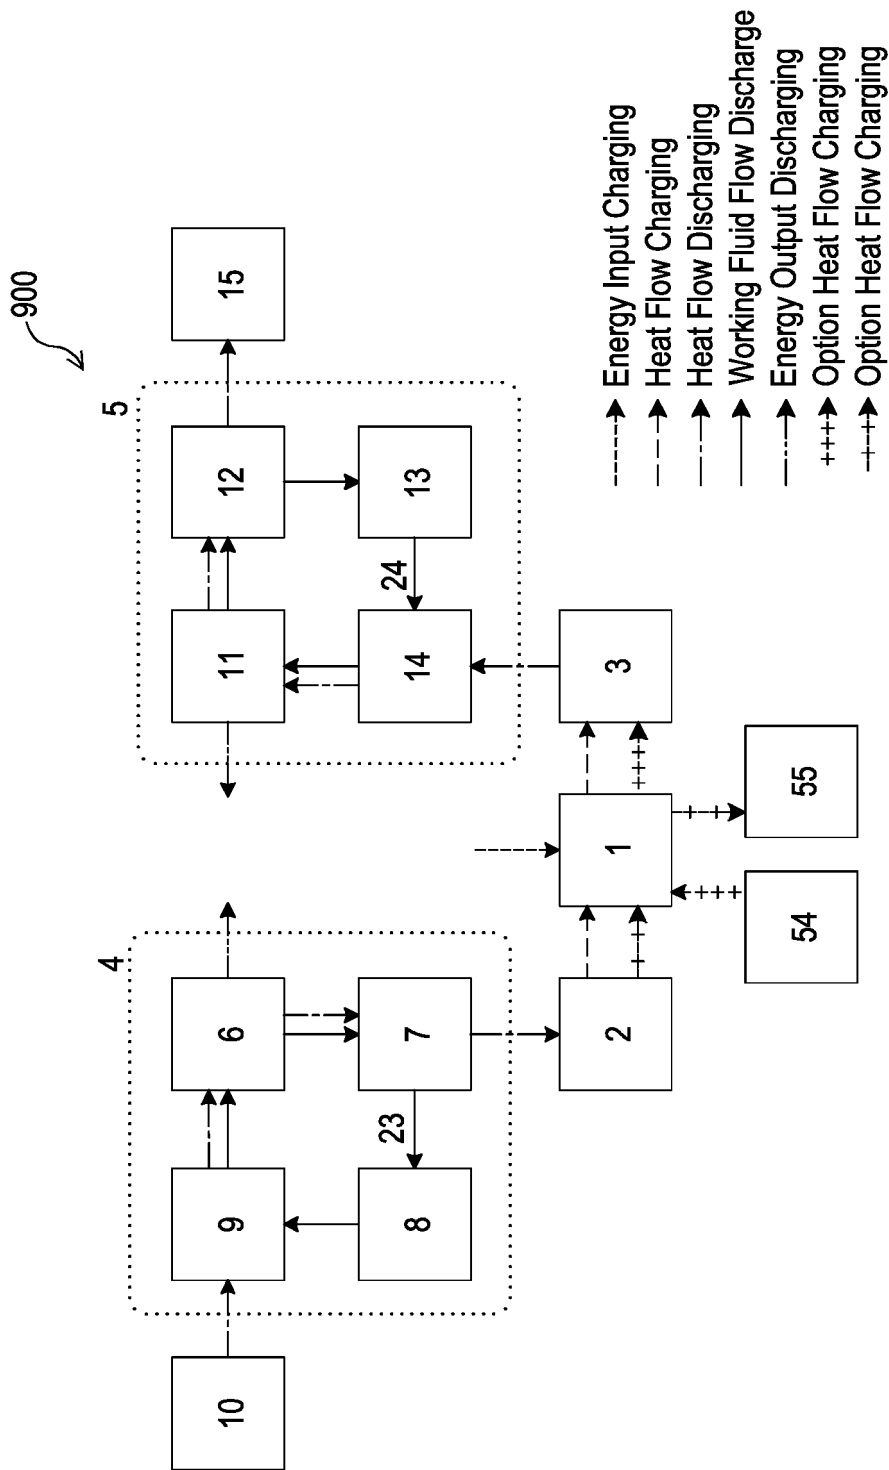 900
10
4
9
6
8
23
7
2
5
11
12
15
14
24
13
3
1
54
55
Energy Input Charging
Heat Flow Charging
Heat Flow Discharging
Working Fluid Flow Discharge
Energy Output Discharging
Option Heat Flow Charging
Option Heat Flow Charging